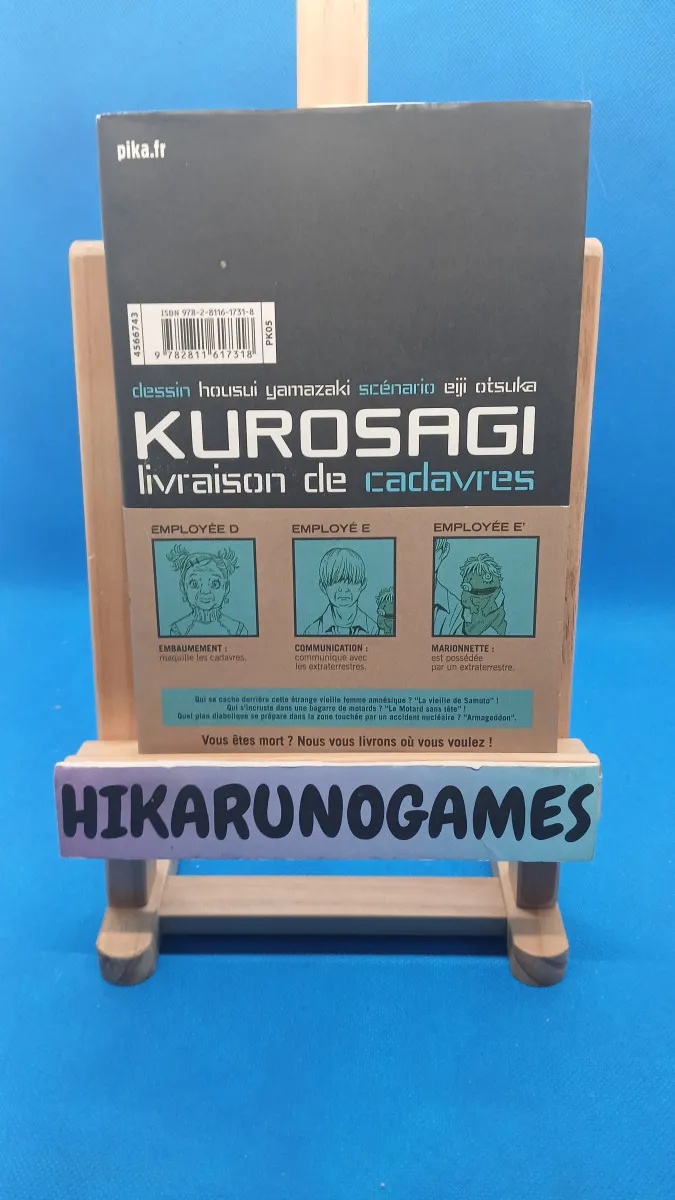 pika.fr
ISBN 978-2-8116-1731-8
4566743
PK05
9 782811 617318
dessin housui yamazaki scénario eiji otsuka
KUROSAGI
livraison de cadavres
EMPLOYÉE D
EMPLOYÉ E
EMPLOYÉE E'
EMBAUMEMENT :
maquille les cadavres.
COMMUNICATION :
communique avec
les extraterrestres.
MARIONNETTE :
est possédée
par un extraterrestre.
Qui se cache derrière cette étrange vieille femme amnésique ? "La vieille de Samoto" !
Qui s'incruste dans une bagarre de motards ? "Le Motard sans tête" !
Quel plan diabolique se prépare dans la zone touchée par un accident nucléaire ? "Armageddon".
Vous êtes mort ? Nous vous livrons où vous voulez !
HIKARUNOGAMES